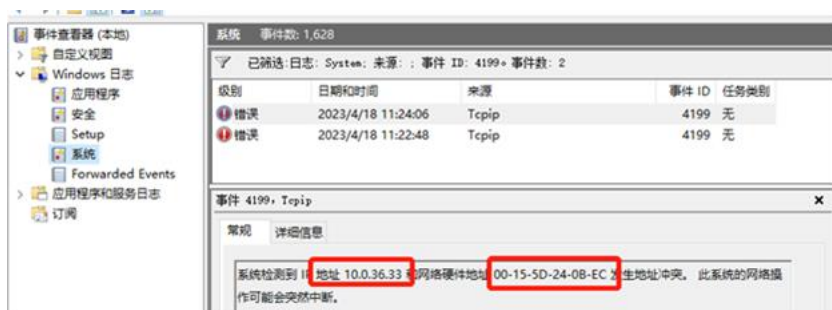 事件查看器 (本地)
自定义视图
Windows 日志
应用程序
安全
Setup
系统
Forwarded Events
应用程序和服务日志
订阅
系统 事件数: 1,628
已筛选:日志: System; 来源: ; 事件 ID: 4199。事件数: 2
级别 日期和时间 来源 事件 ID 任务类别
错误 2023/4/18 11:24:06 Tcpip 4199 无
错误 2023/4/18 11:22:48 Tcpip 4199 无
事件 4199，Tcpip
常规 详细信息
系统检测到 IP 地址 10.0.36.33 和网络硬件地址 00-15-5D-24-0B-EC 发生地址冲突。 此系统的网络操
作可能会突然中断。